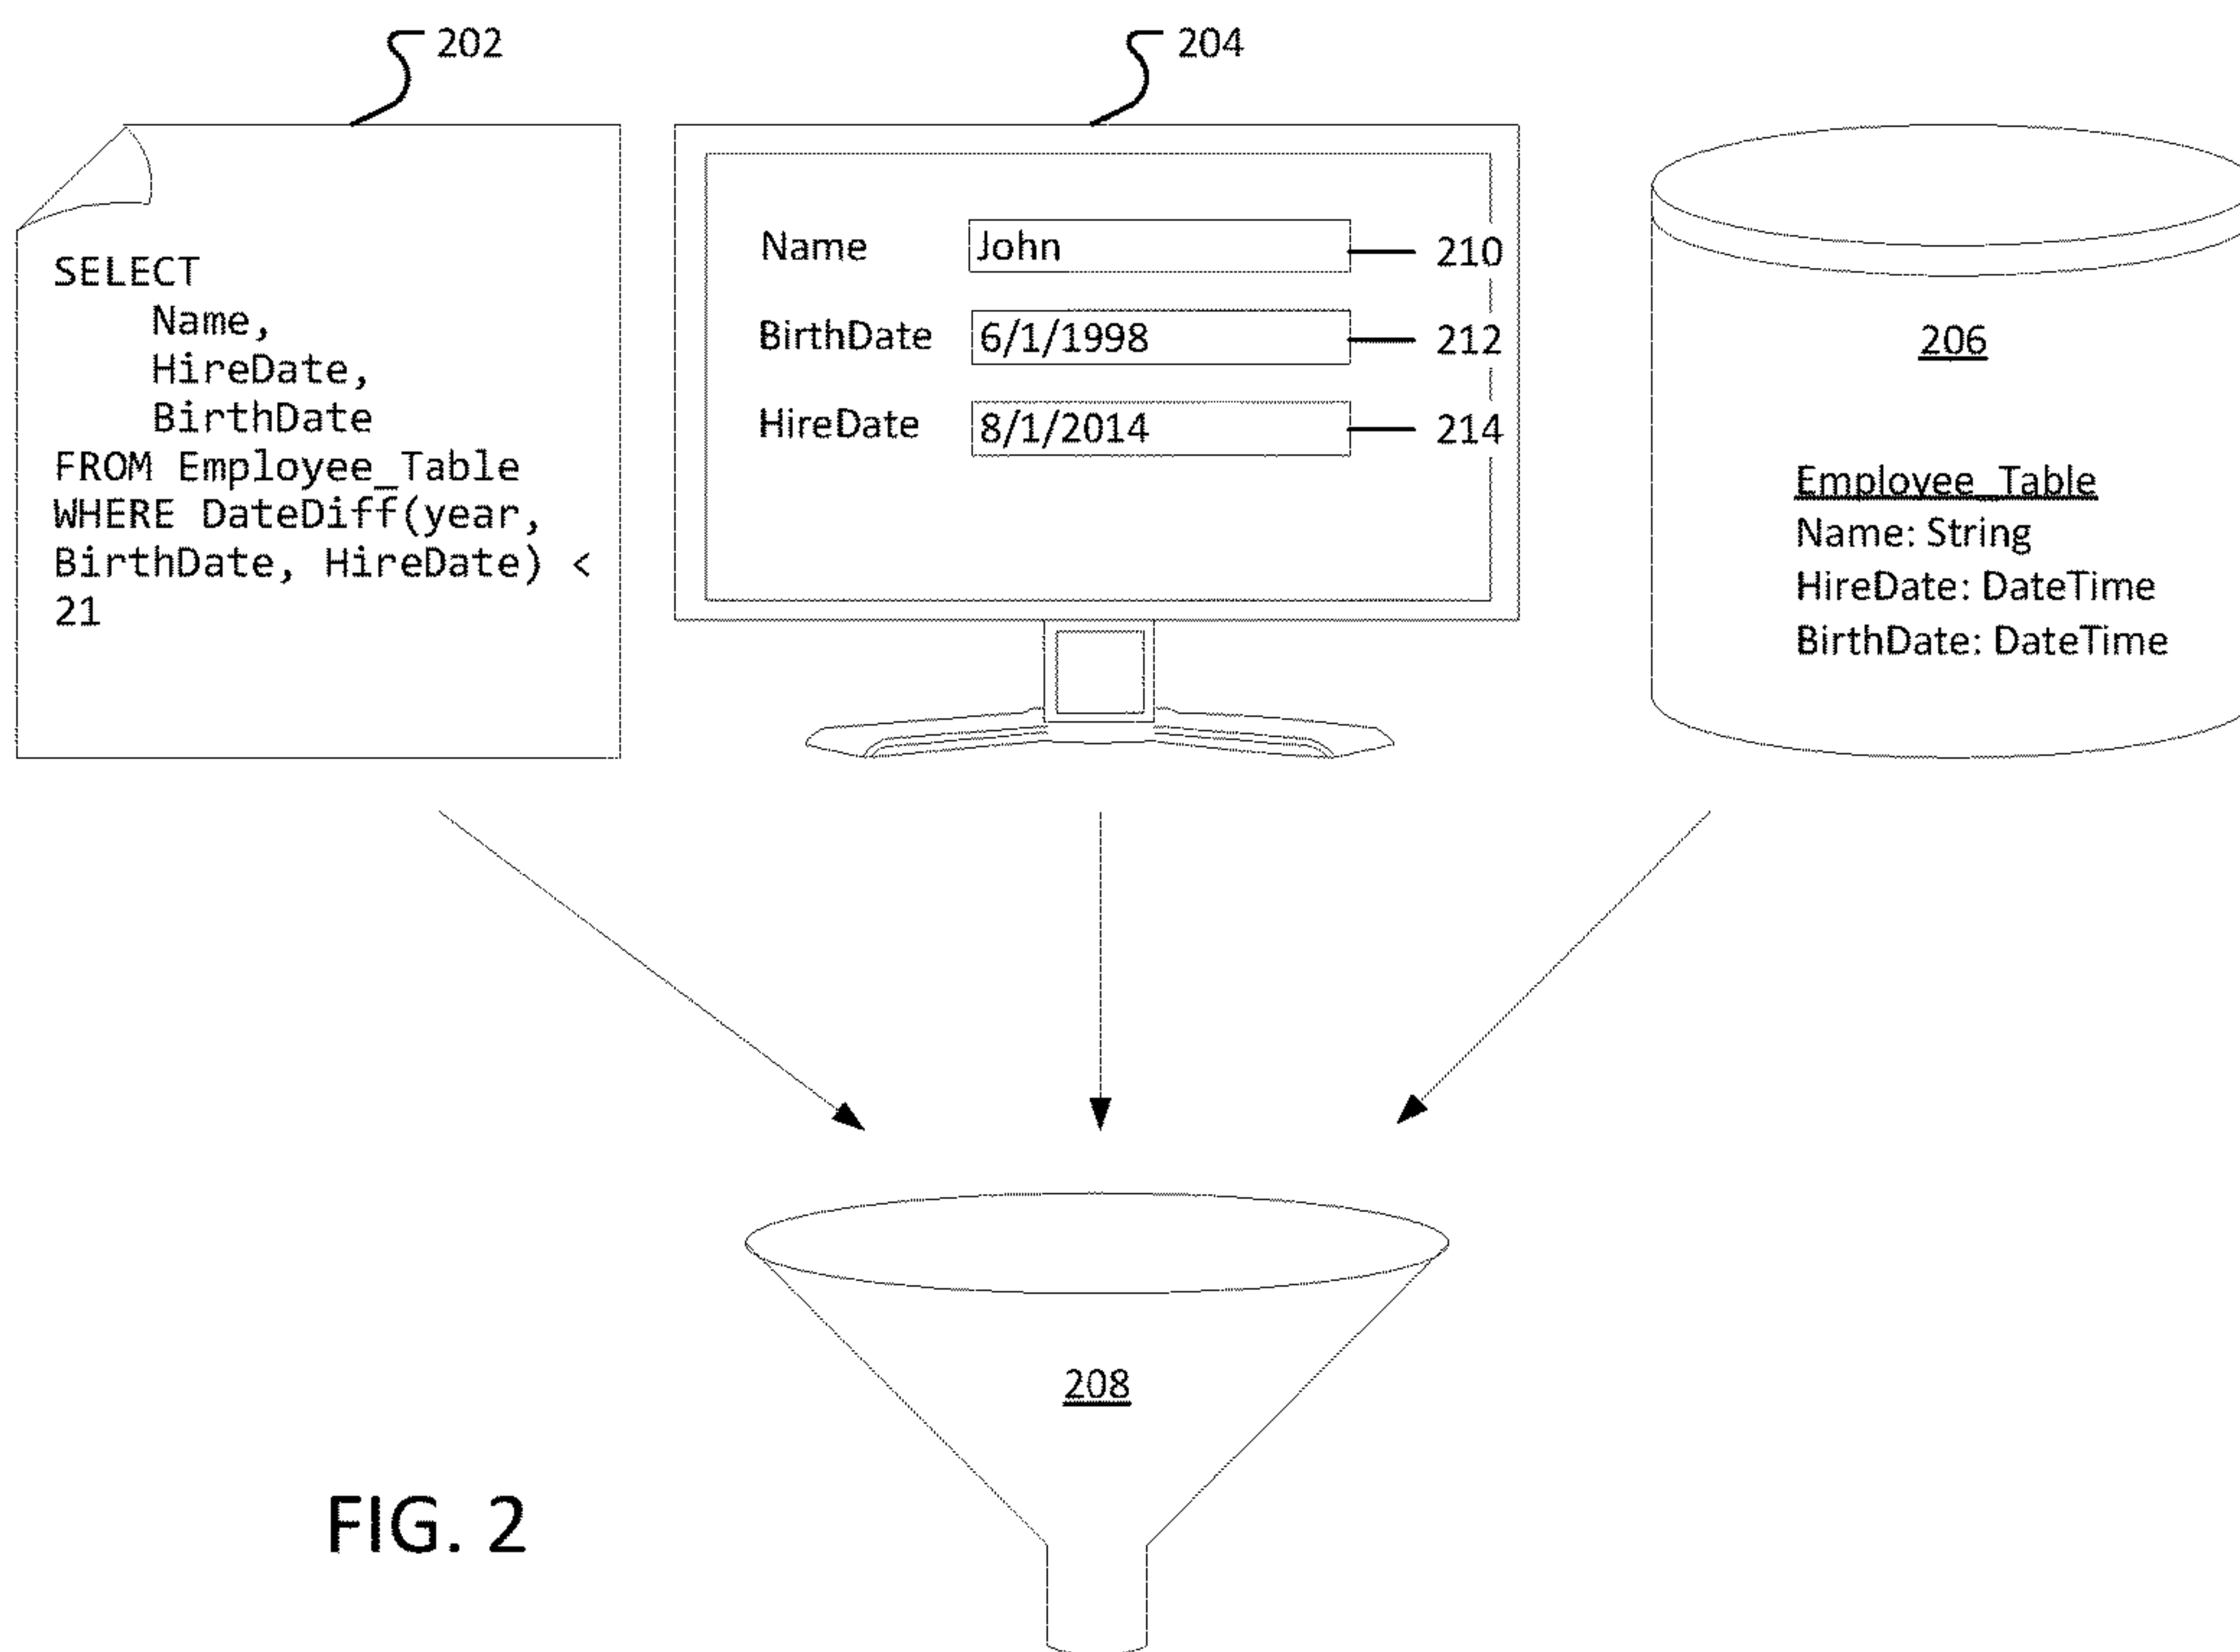 202
204
SELECT
Name,
HireDate,
BirthDate
FROM Employee_Table
WHERE DateDiff(year,
BirthDate, HireDate) <
21
Name John 210
BirthDate 6/1/1998 212
HireDate 8/1/2014 214
206
Employee_Table
Name: String
HireDate: DateTime
BirthDate: DateTime
208
FIG. 2